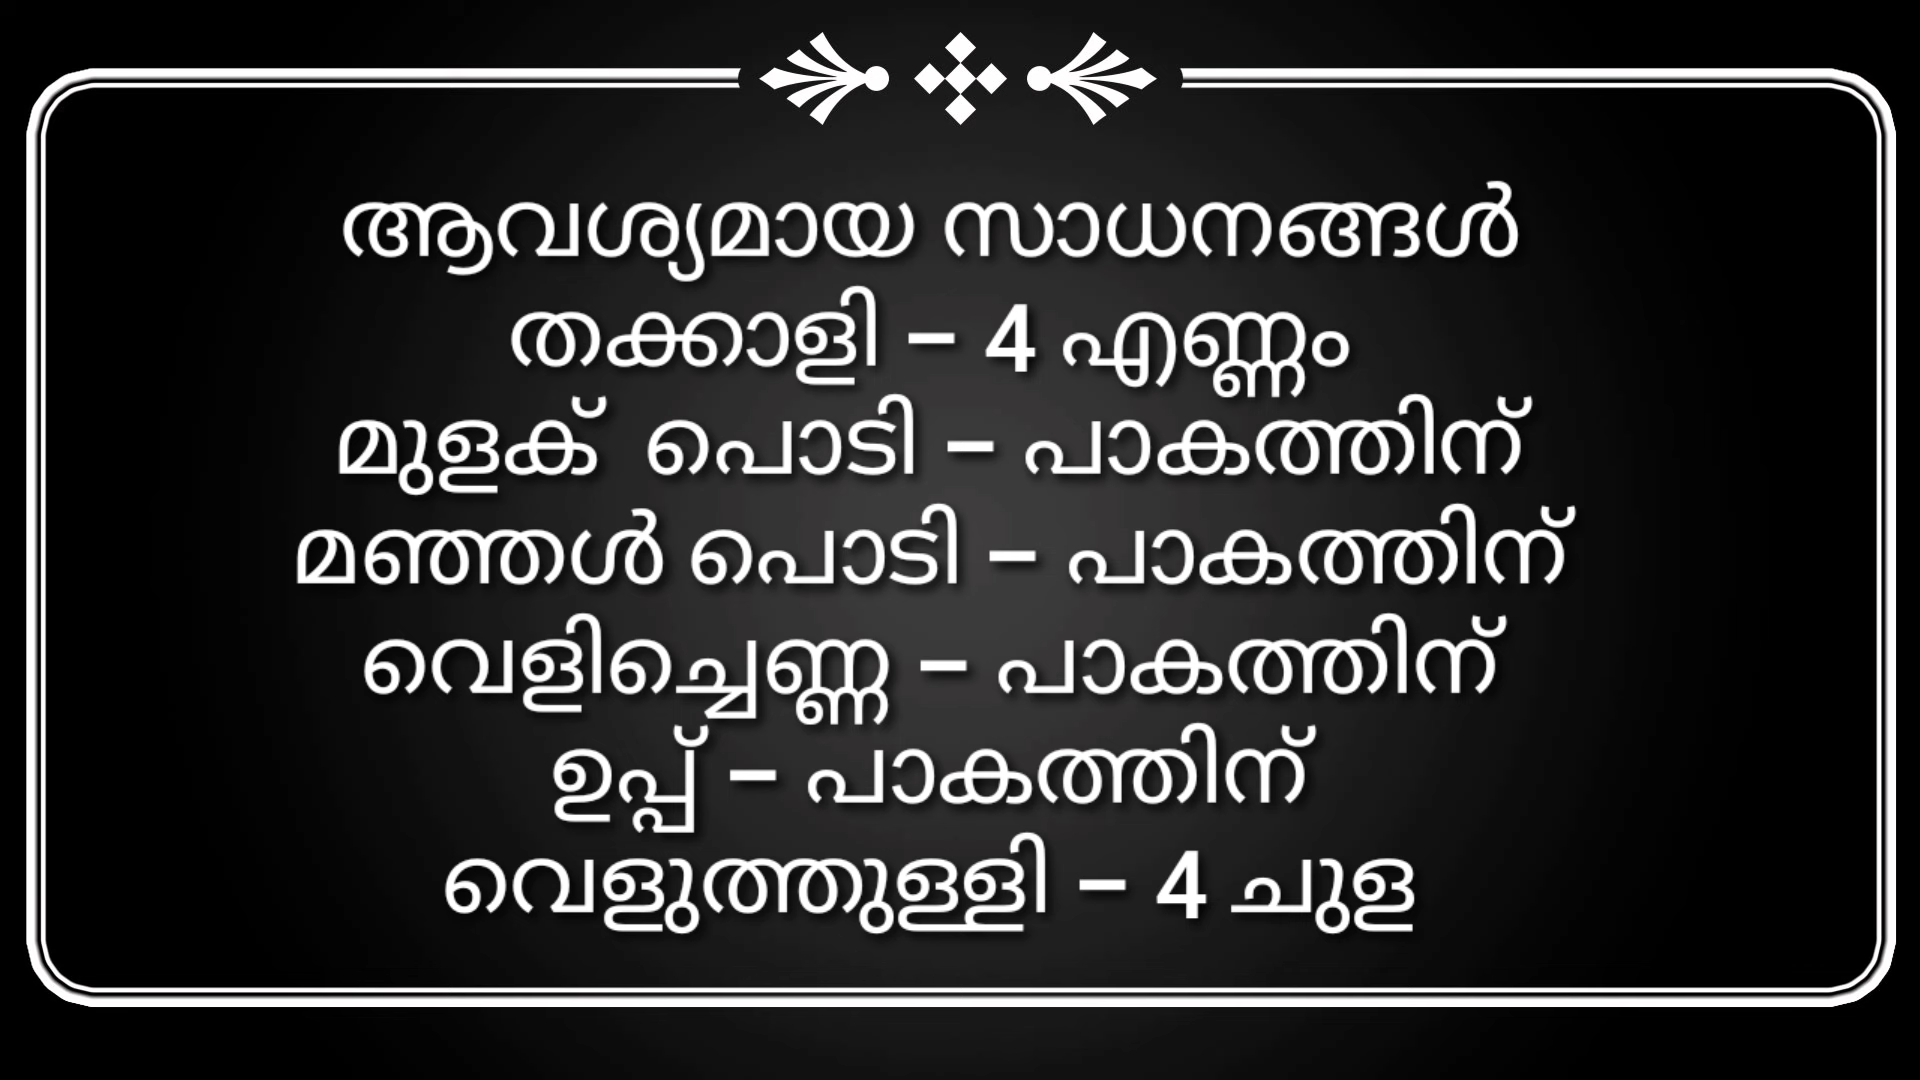 ആവശ്യമായ സാധനങ്ങൾ
തക്കാളി – 4 എണ്ണം
മുളക്  പൊടി – പാകത്തിന്
മഞ്ഞൾ പൊടി – പാകത്തിന്
വെളിച്ചെണ്ണ – പാകത്തിന്
ഉപ്പ് – പാകത്തിന്
വെളുത്തുള്ളി – 4 ചുള